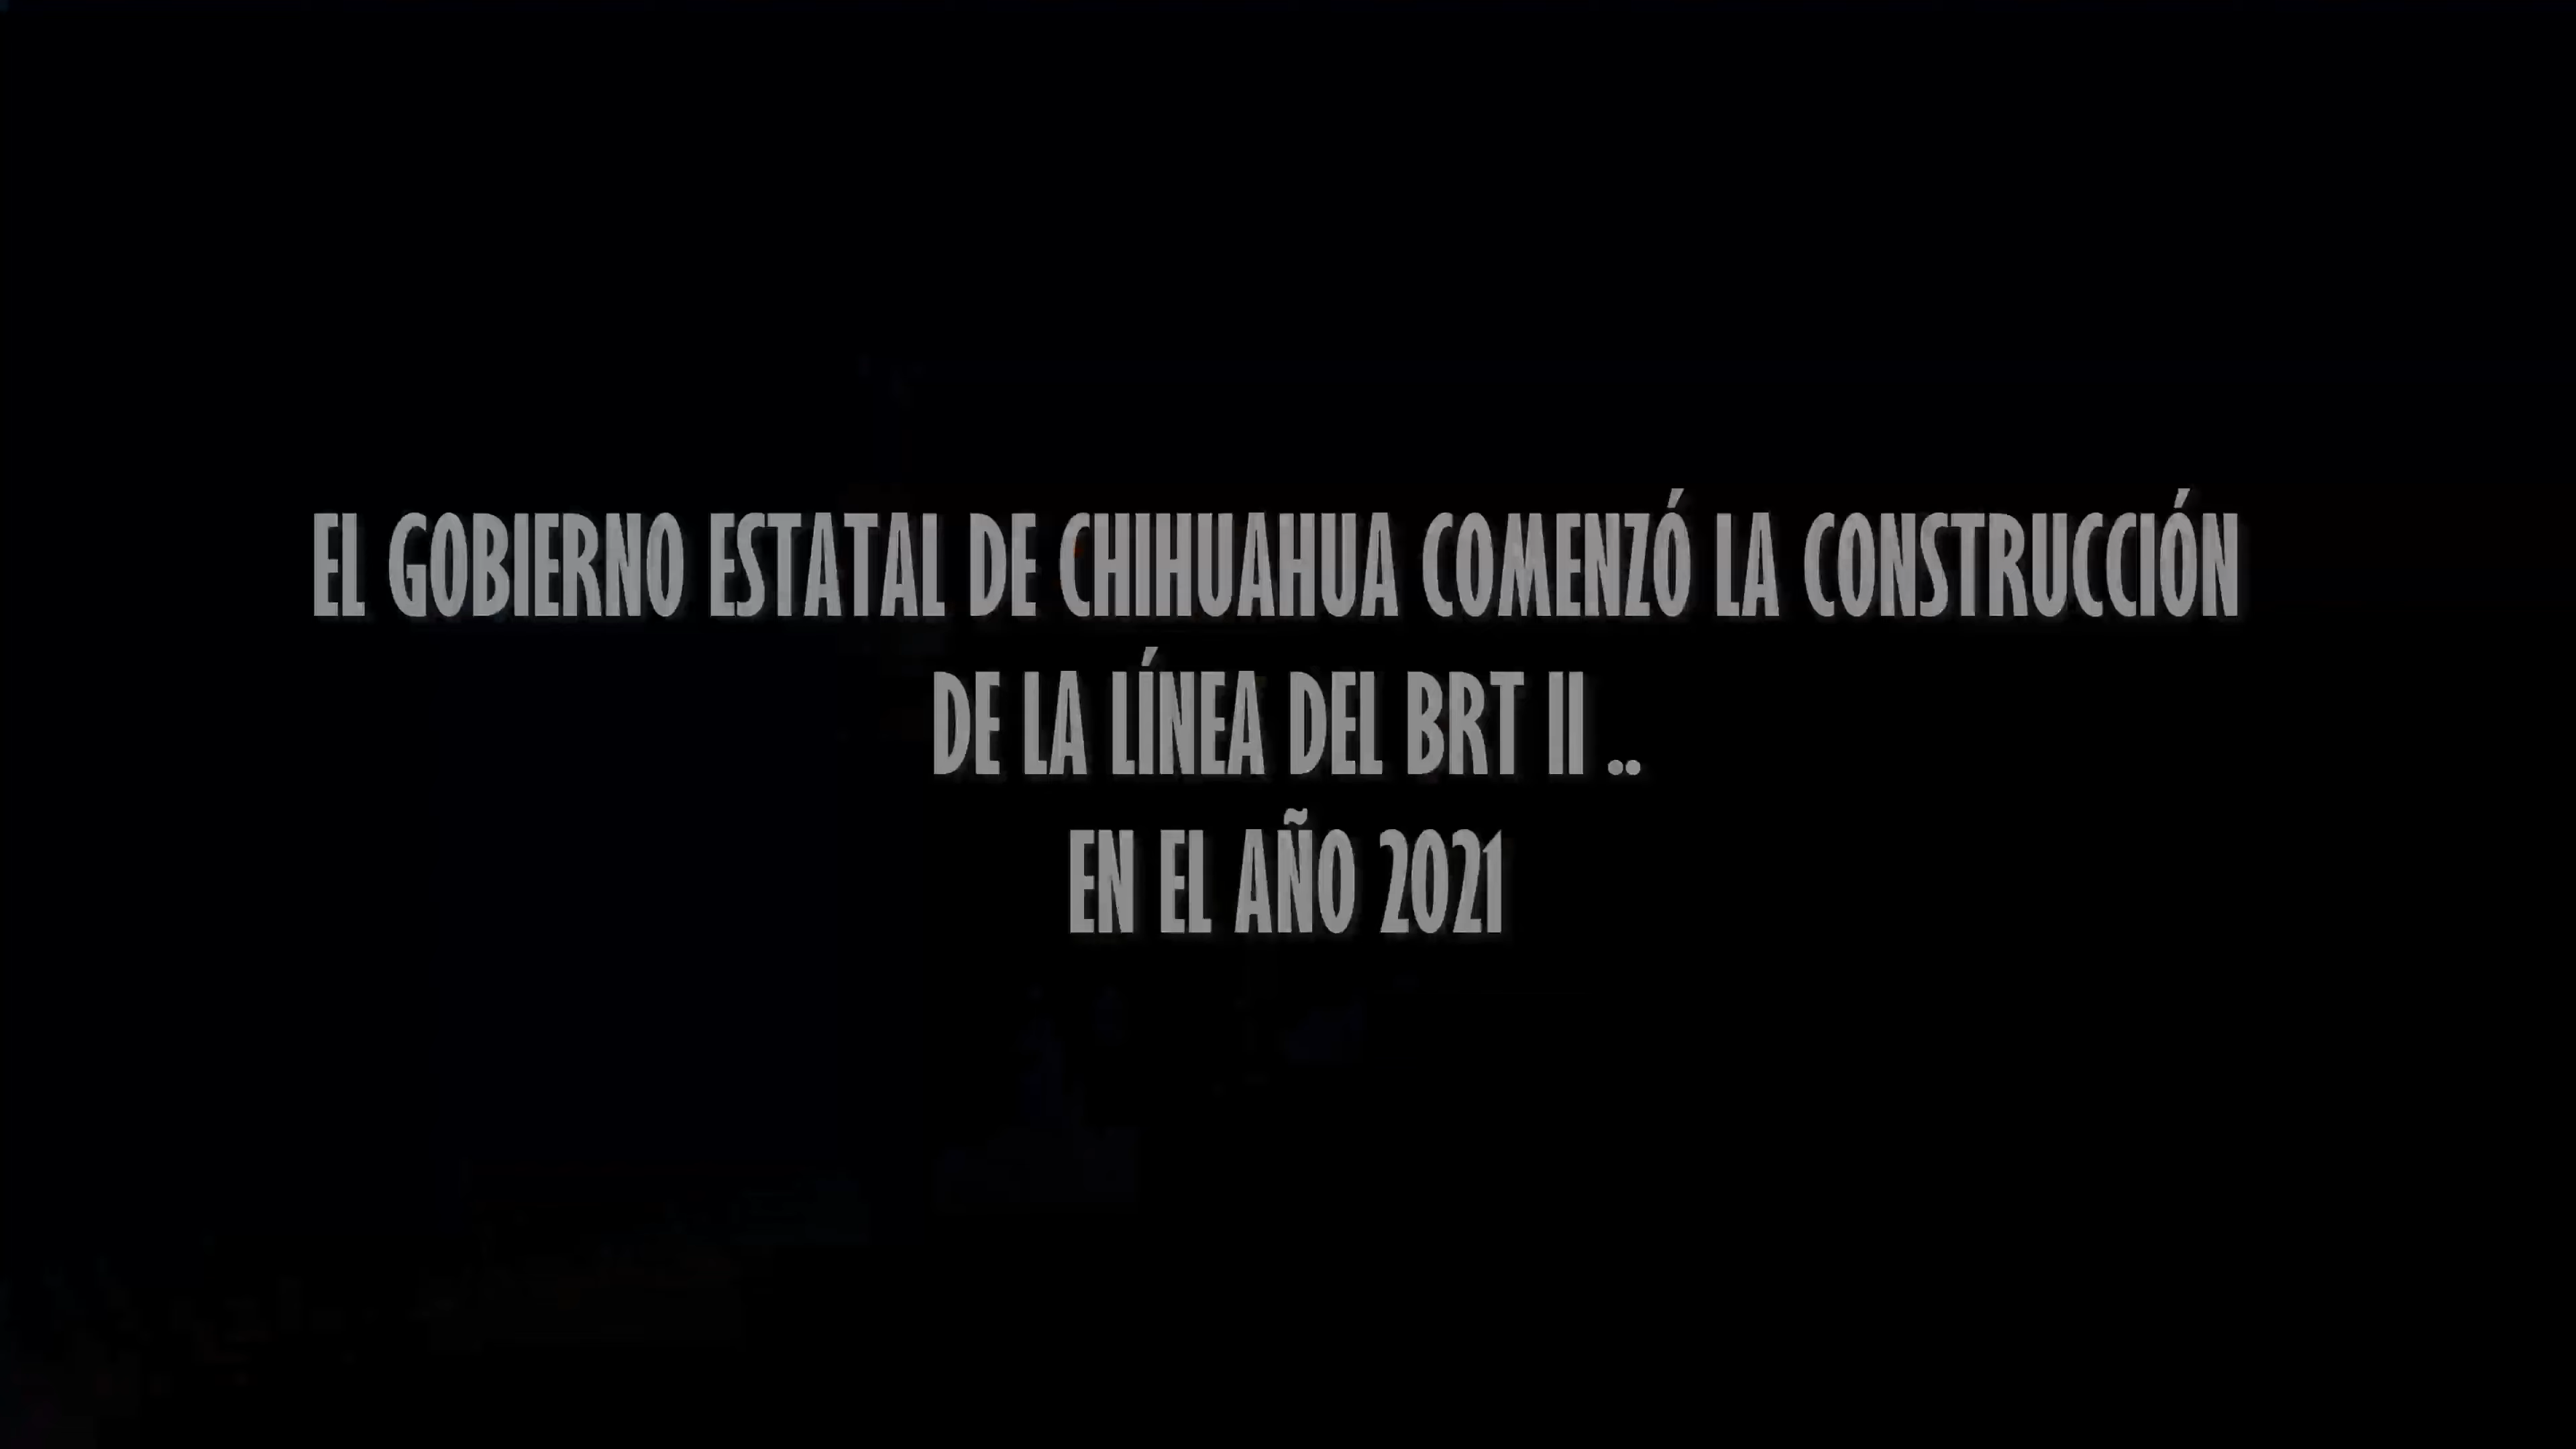 EL GOBIERNO ESTATAL DE CHIHUAHUA COMENZÓ LA CONSTRUCCIÓN
DE LA LÍNEA DEL BRT II ..
EN EL AÑO 2021